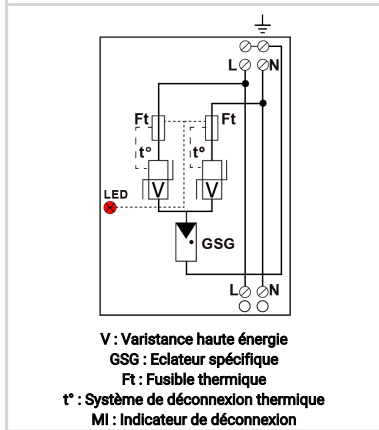 L N
Ft Ft
t° t°
V V
LED
GSG
L N
V : Varistance haute énergie
GSG : Eclateur spécifique
Ft : Fusible thermique
t° : Système de déconnexion thermique
MI : Indicateur de déconnexion